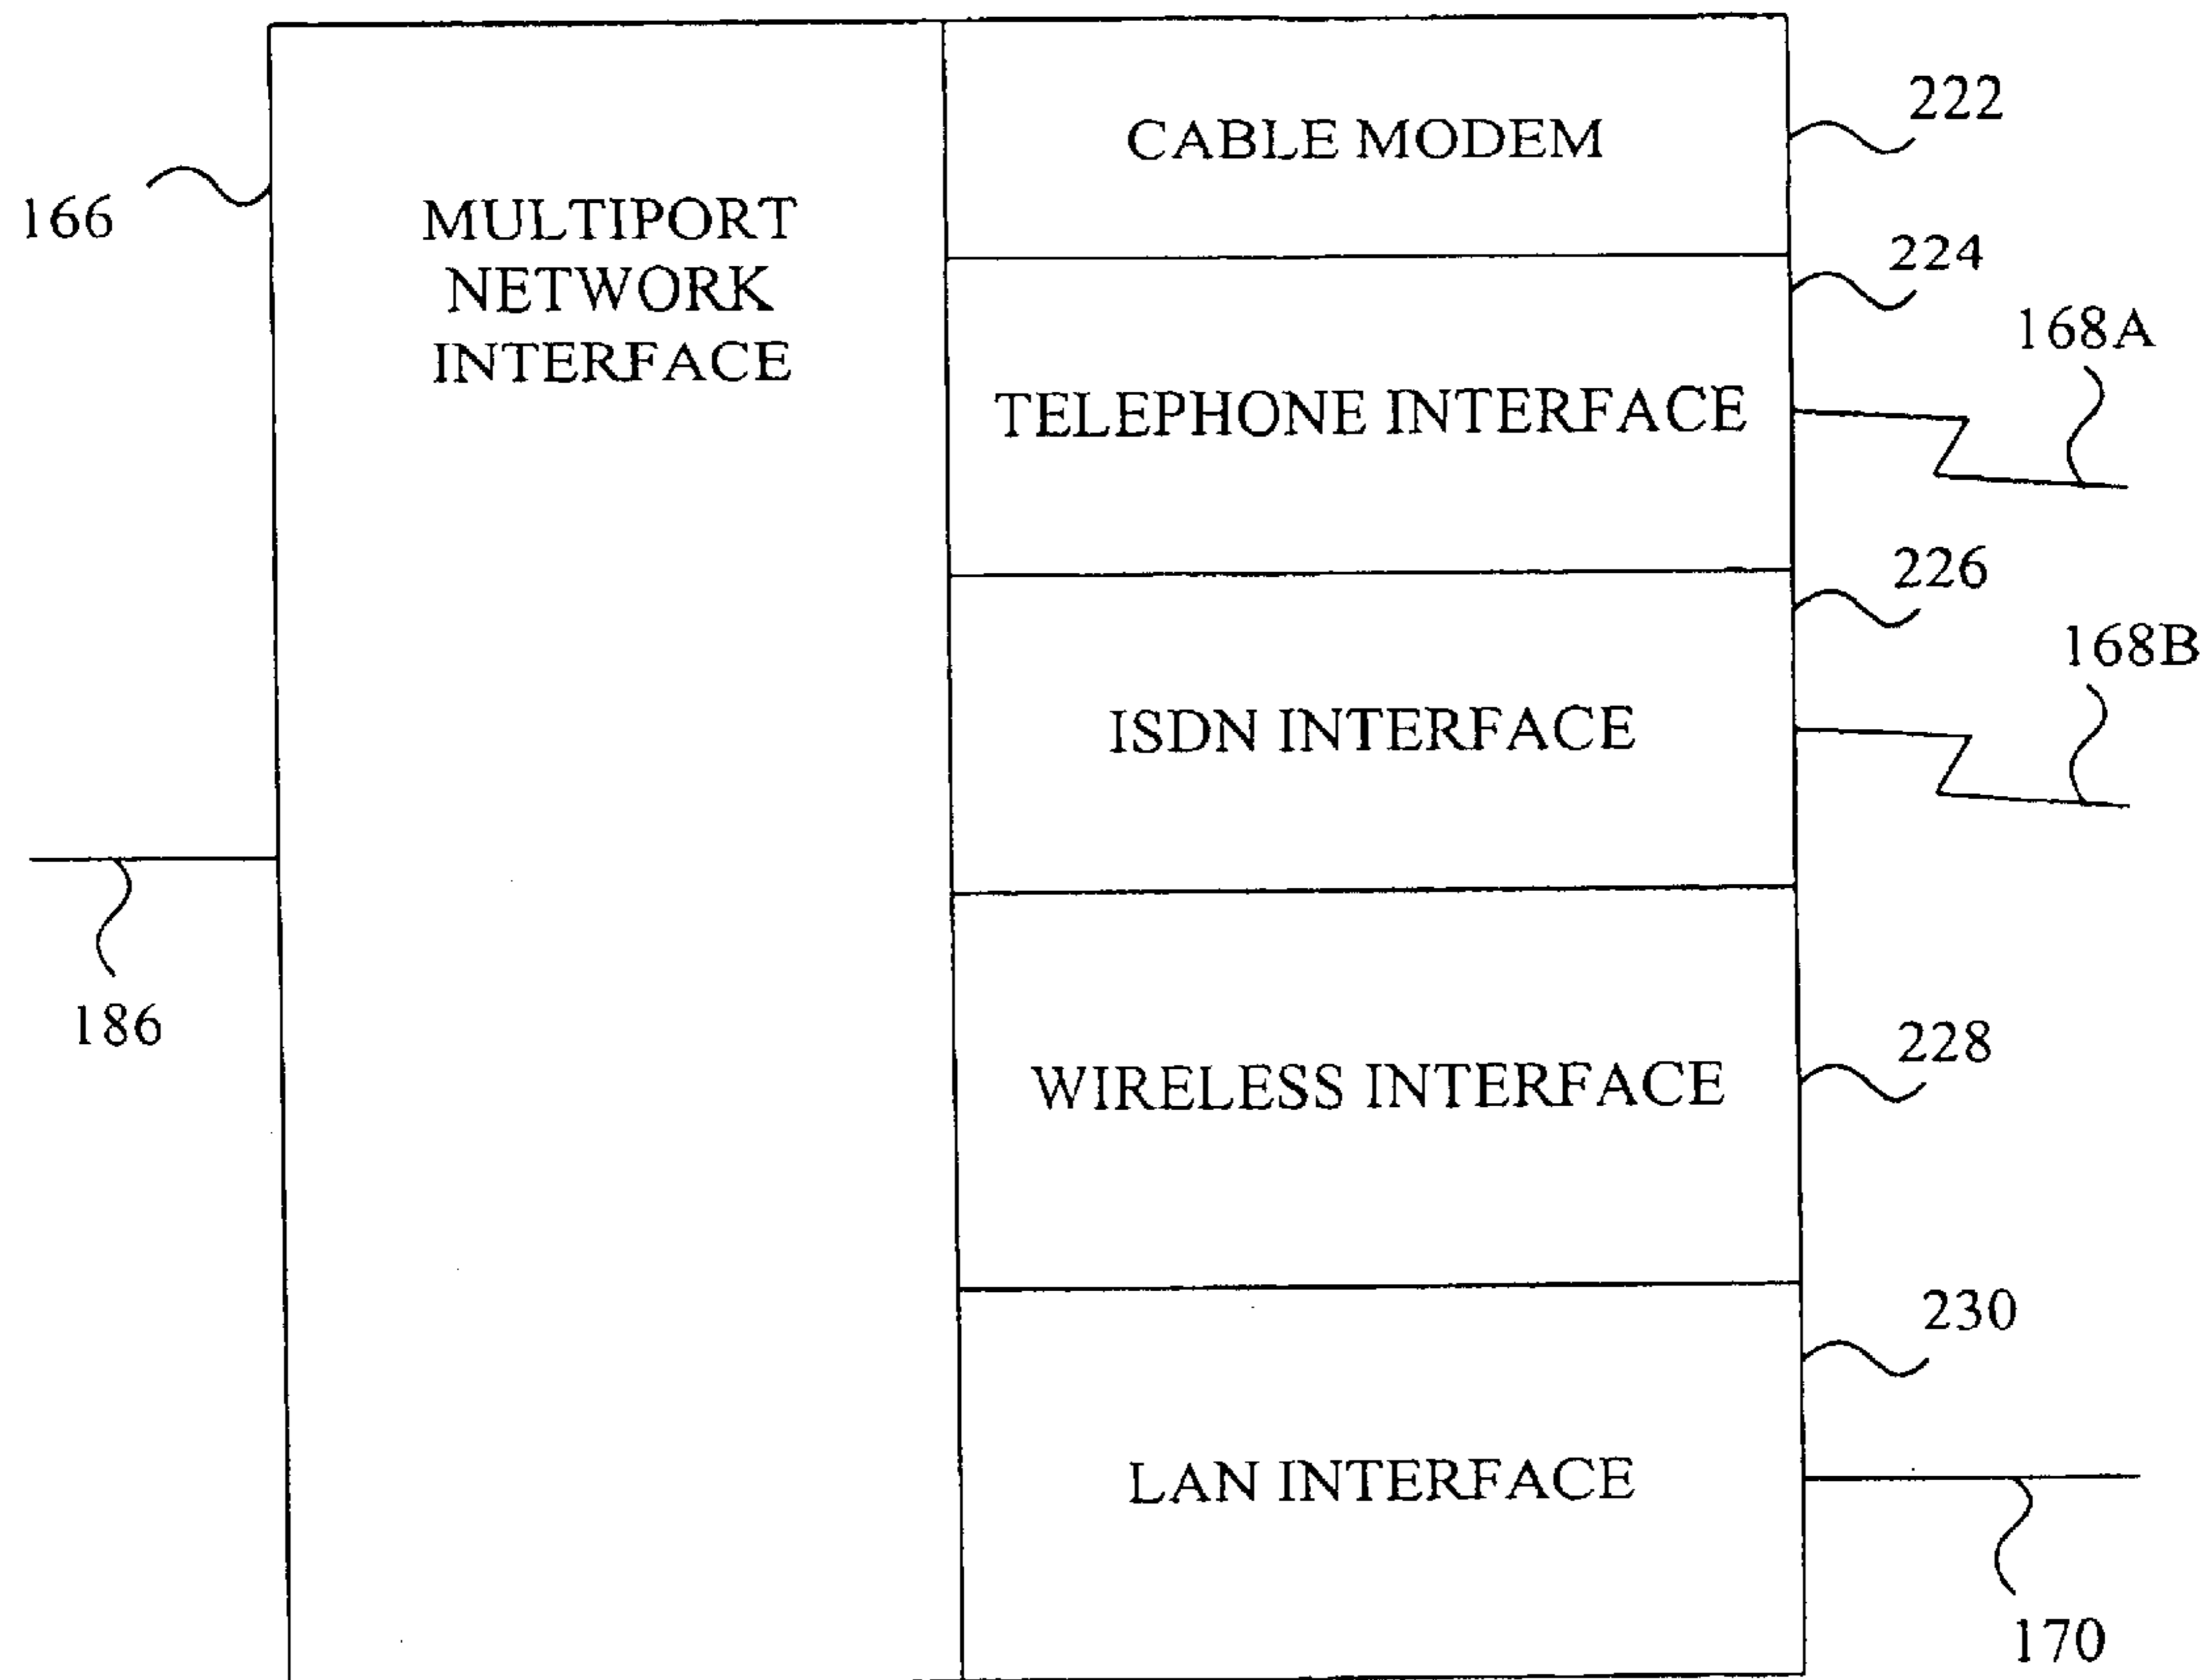 222
CABLE MODEM
166
MULTIPORT
NETWORK
INTERFACE
224
168A
TELEPHONE INTERFACE
226
168B
ISDN INTERFACE
186
228
WIRELESS INTERFACE
230
LAN INTERFACE
170